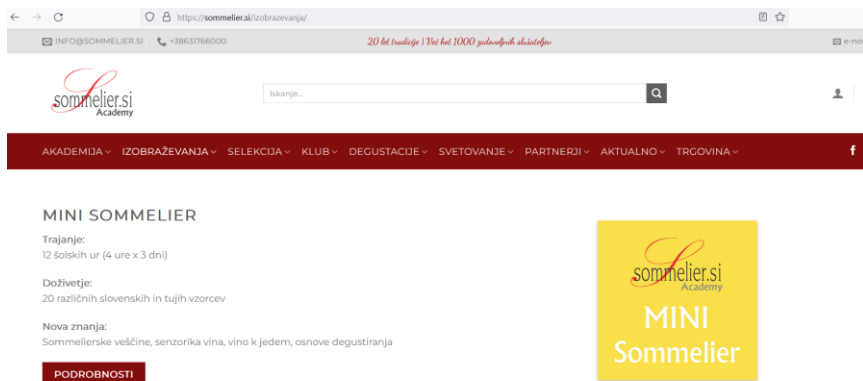 https://sommelier.si/izobrazevanja/
INFO@SOMMELIER.SI
+38631766000
20 let tradicije | Več kot 1000 zadovoljnih slušateljev
e-nov
sommelier.si
Academy
Iskanje...
AKADEMIJA IZOBRAŽEVANJA SELEKCIJA KLUB DEGUSTACIJE SVETOVANJE PARTNERJI AKTUALNO TRGOVINA
f
MINI SOMMELIER
Trajanje:
12 šolskih ur (4 ure x 3 dni)
Doživetje:
20 različnih slovenskih in tujih vzorcev
Nova znanja:
Sommelierske veščine, senzorika vina, vino k jedem, osnove degustiranja
PODROBNOSTI
sommelier.si
Academy
MINI
Sommelier